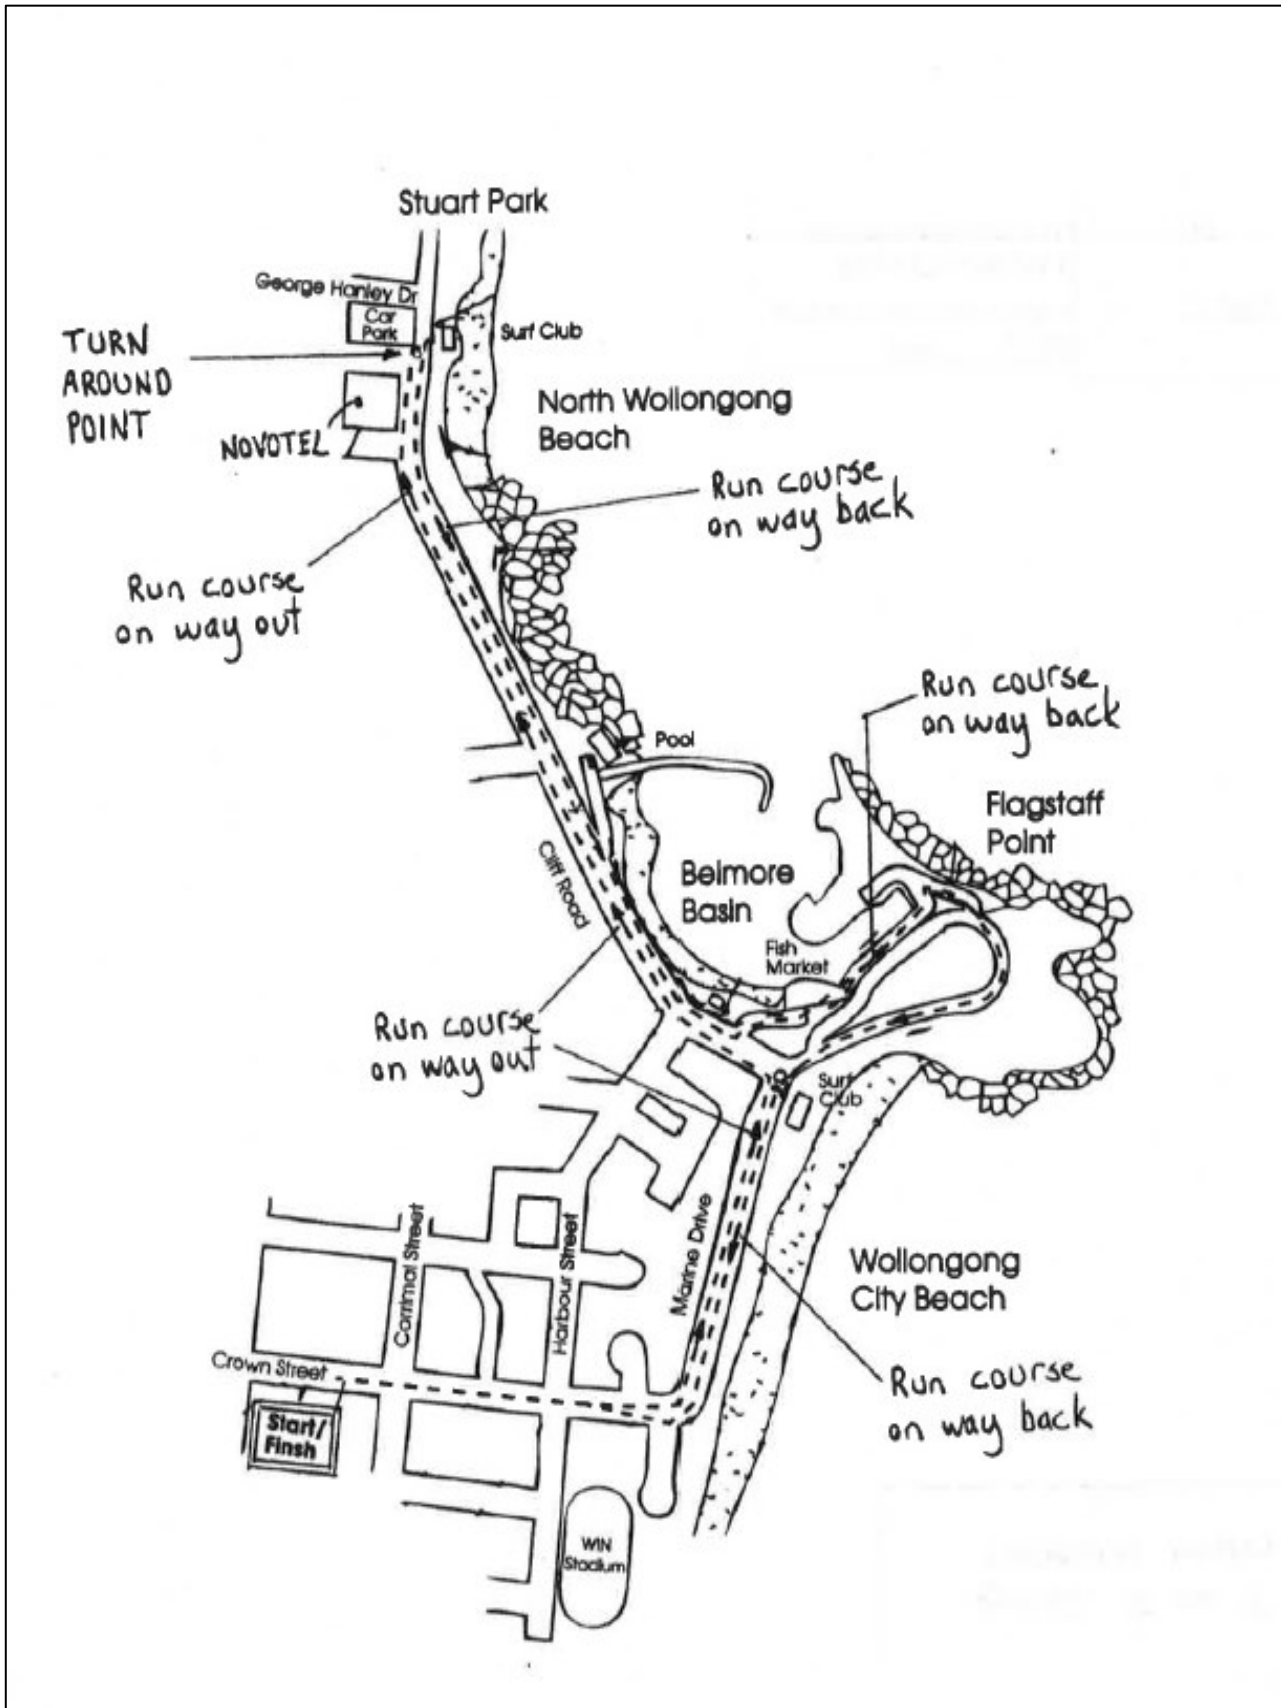 Stuart Park
George Hanley Dr
Car
Park
Surf Club
TURN
AROUND
POINT
NOVOTEL
North Wollongong
Beach
Run course
on way back
Run course
on way out
Run course
on way back
Pool
Flagstaff
Point
Cliff Road
Belmore
Basin
Fish
Market
Run course
on way out
Surf
Club
Marine Drive
Corrimal Street
Harbour Street
Wollongong
City Beach
Crown Street
Start/
Finsh
Run course
on way back
WIN
Stadium